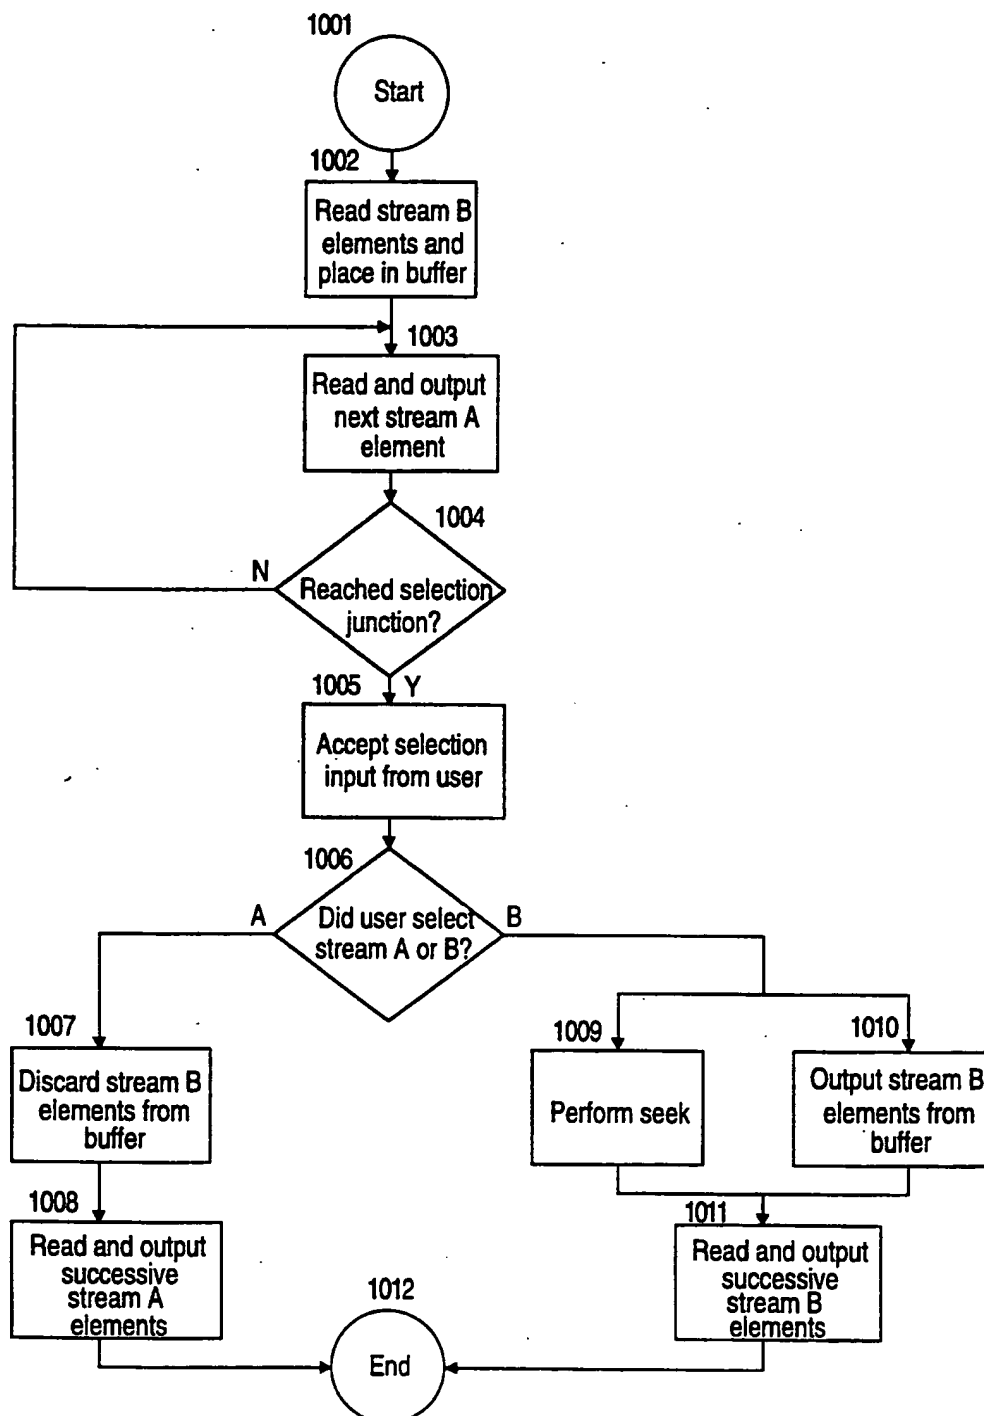 1001
Start
1002
Read stream B
elements and
place in buffer
1003
Read and output
next stream A
element
1004
N
Reached selection
junction?
1005
Y
Accept selection
input from user
1006
A
Did user select
stream A or B?
B
1007
Discard stream B
elements from
buffer
1009
Perform seek
1010
Output stream B
elements from
buffer
1008
Read and output
successive
stream A
elements
1011
Read and output
successive
stream B
elements
1012
End